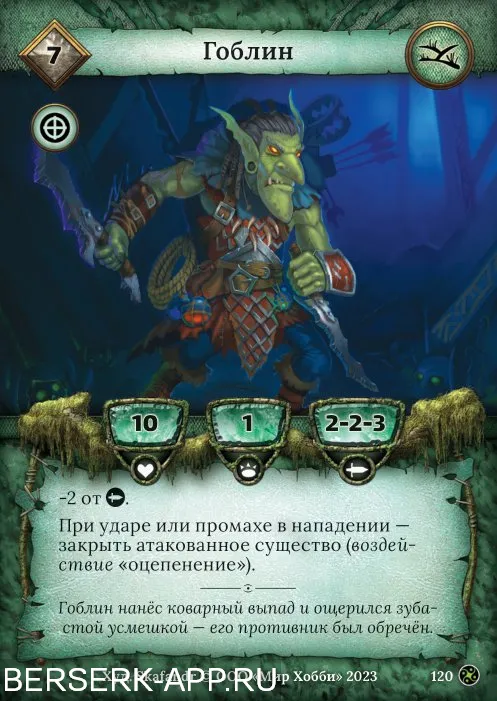 7
Гоблин
10
1
2-2-3
-2 от
При ударе или промахе в нападении —
закрыть атакованное существо (воздей-
ствие «оцепенение»).
Гоблин нанёс коварный выпад и ощерился зуба-
стой усмешкой — его противник был обречён.
«Мир Хобби» 2023
120
BERSERK-APP.RU